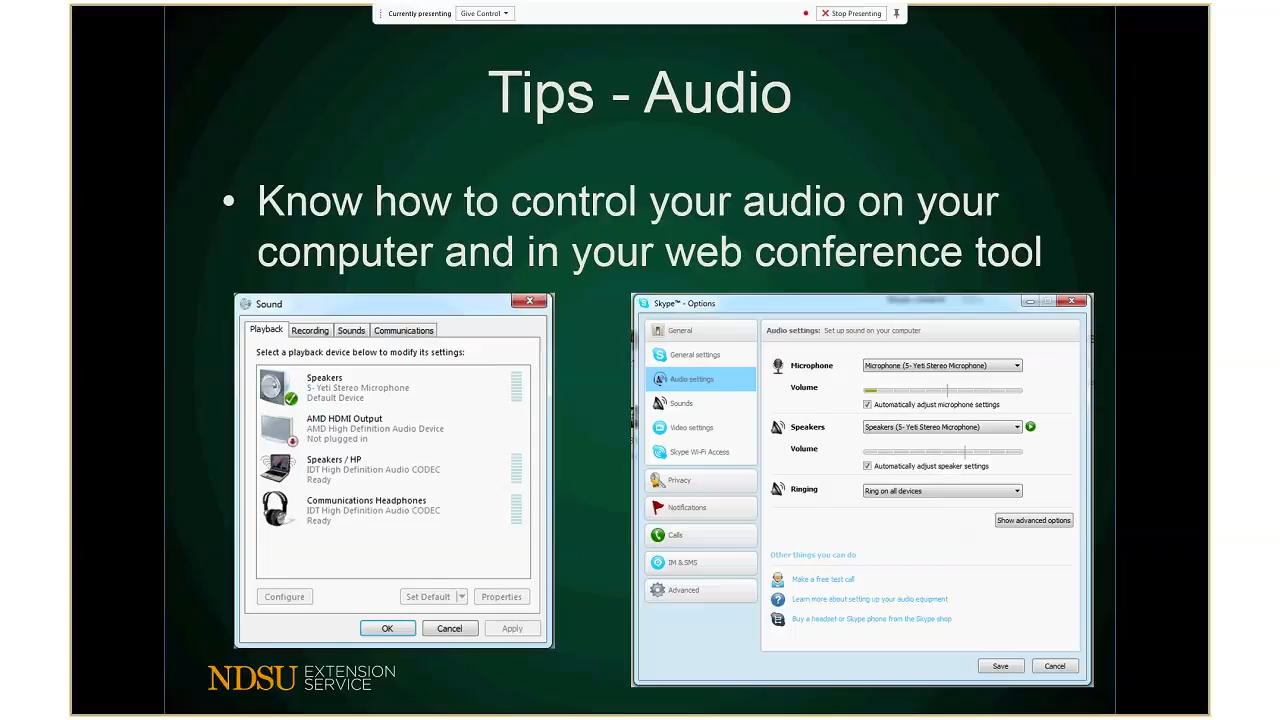 Currently presenting
Give Control
Stop Presenting
Tips - Audio
• Know how to control your audio on your
computer and in your web conference tool
Sound
Playback Recording Sounds Communications
Select a playback device below to modify its settings:
Speakers
5- Yeti Stereo Microphone
Default Device
AMD HDMI Output
AMD High Definition Audio Device
Not plugged in
Speakers / HP
IDT High Definition Audio CODEC
Ready
Communications Headphones
IDT High Definition Audio CODEC
Ready
Configure
Set Default
Properties
OK
Cancel
Apply
Skype™ - Options
General
General settings
Audio settings
Sounds
Video settings
Skype Wi-Fi Access
Privacy
Notifications
Calls
IM & SMS
Advanced
Audio settings: Set up sound on your computer
Microphone
Microphone (5- Yeti Stereo Microphone)
Volume
Automatically adjust microphone settings
Speakers
Speakers (5- Yeti Stereo Microphone)
Volume
Automatically adjust speaker settings
Ringing
Ring on all devices
Show advanced options
Other things you can do
Make a free test call
Learn more about setting up your audio equipment
Buy a headset or Skype phone from the Skype shop
Save
Cancel
NDSU EXTENSION
SERVICE